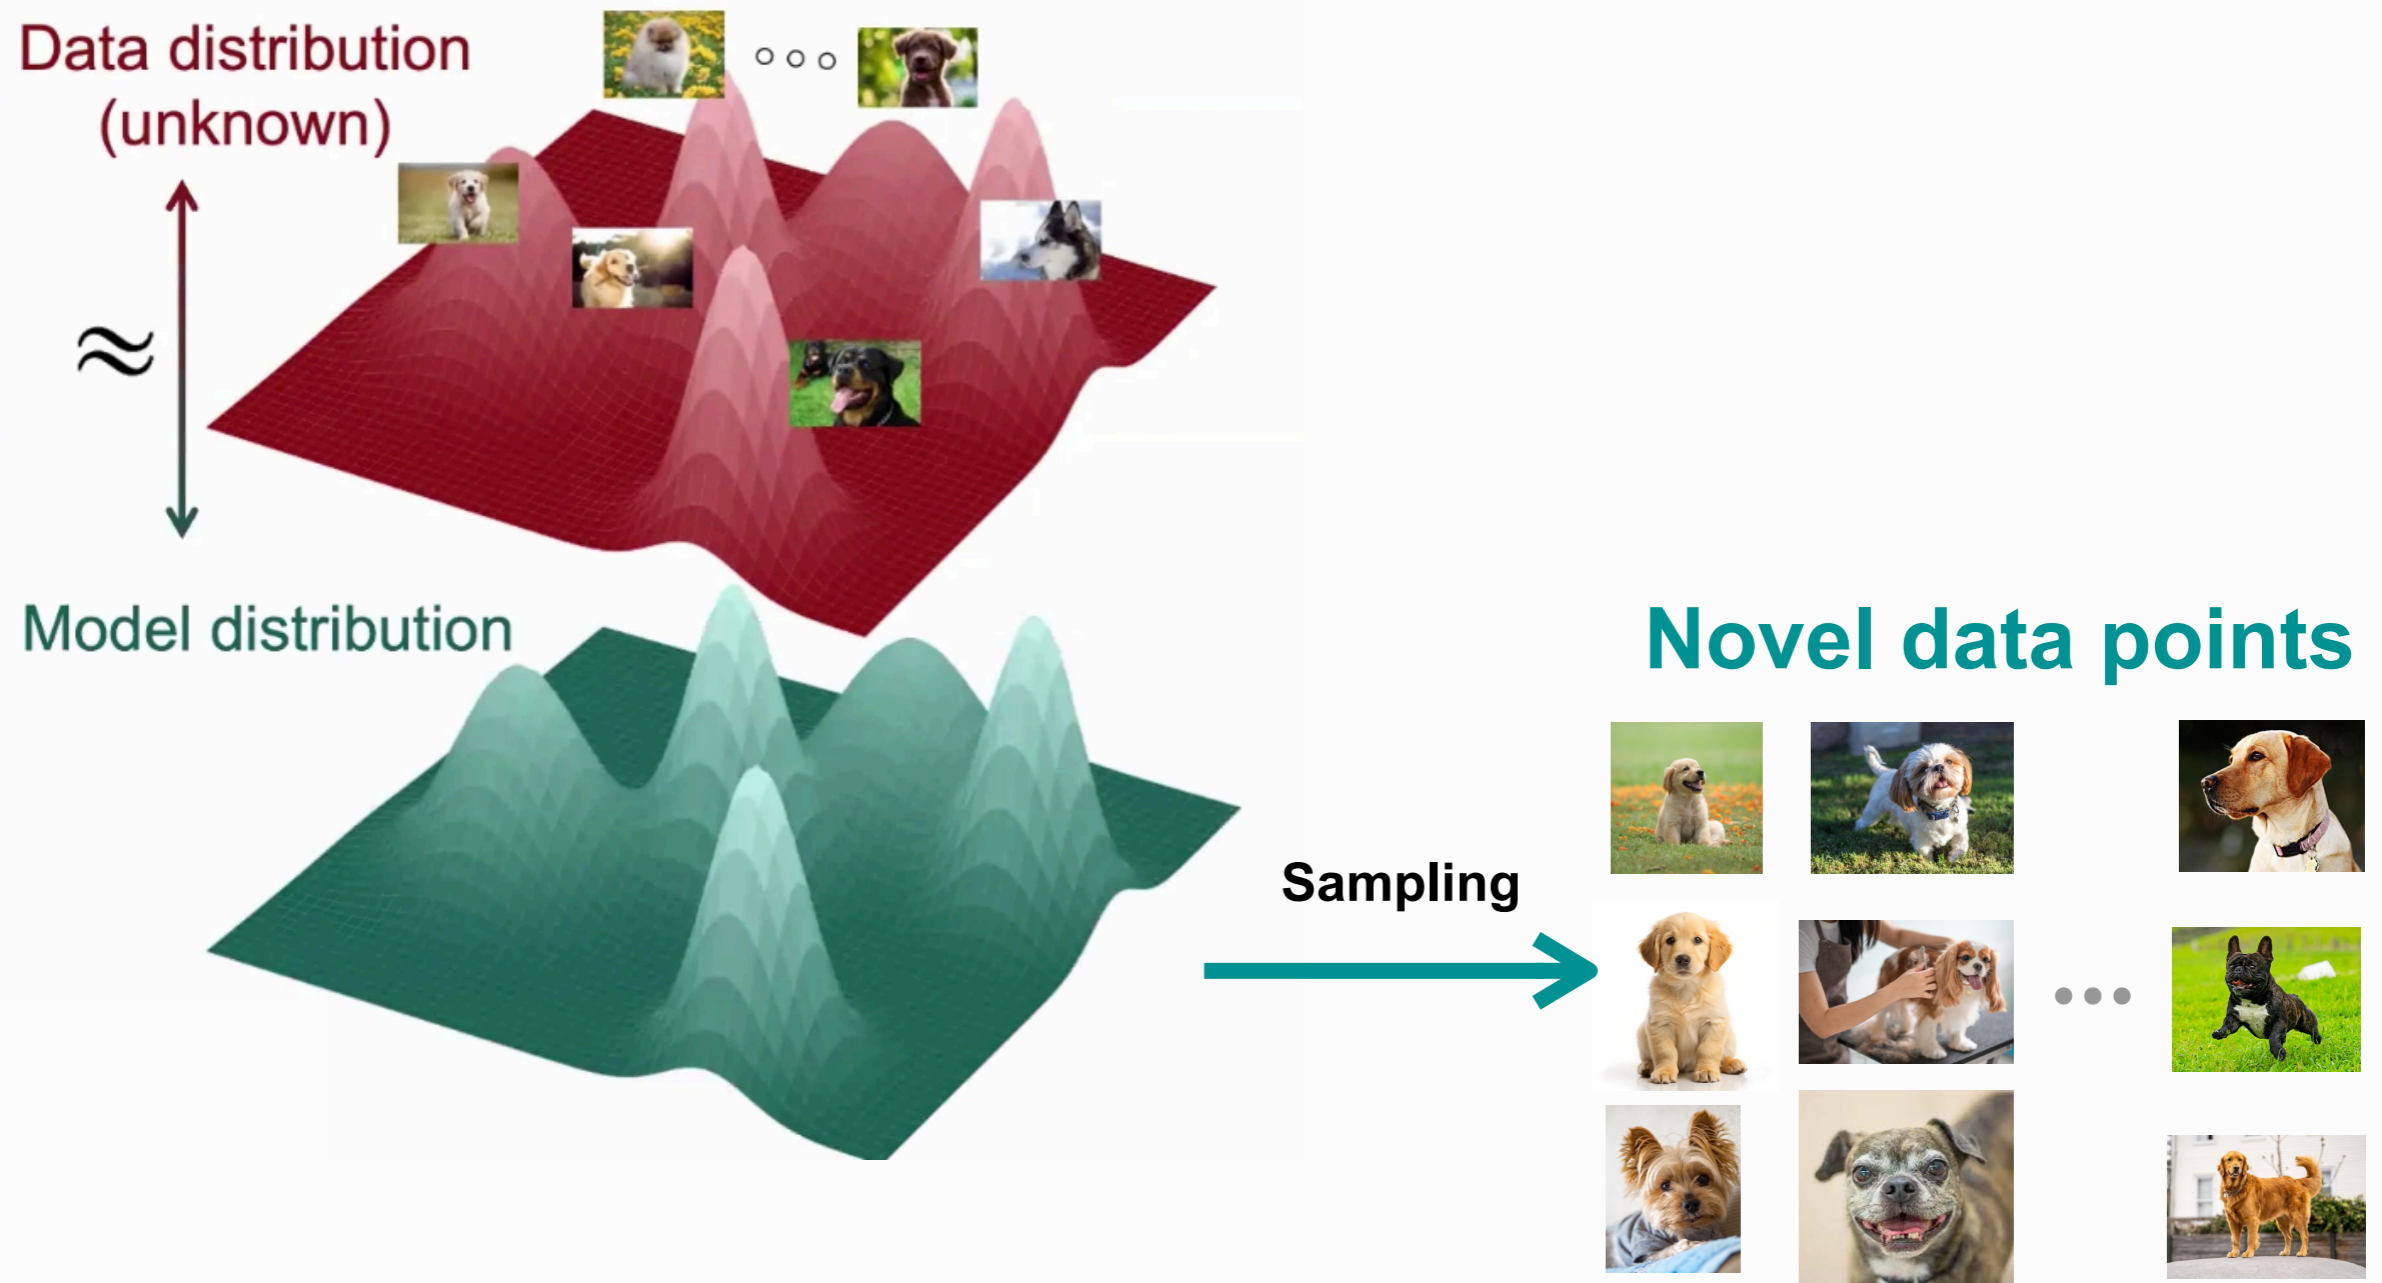 Data distribution
(unknown)
≈
Model distribution
Novel data points
Sampling